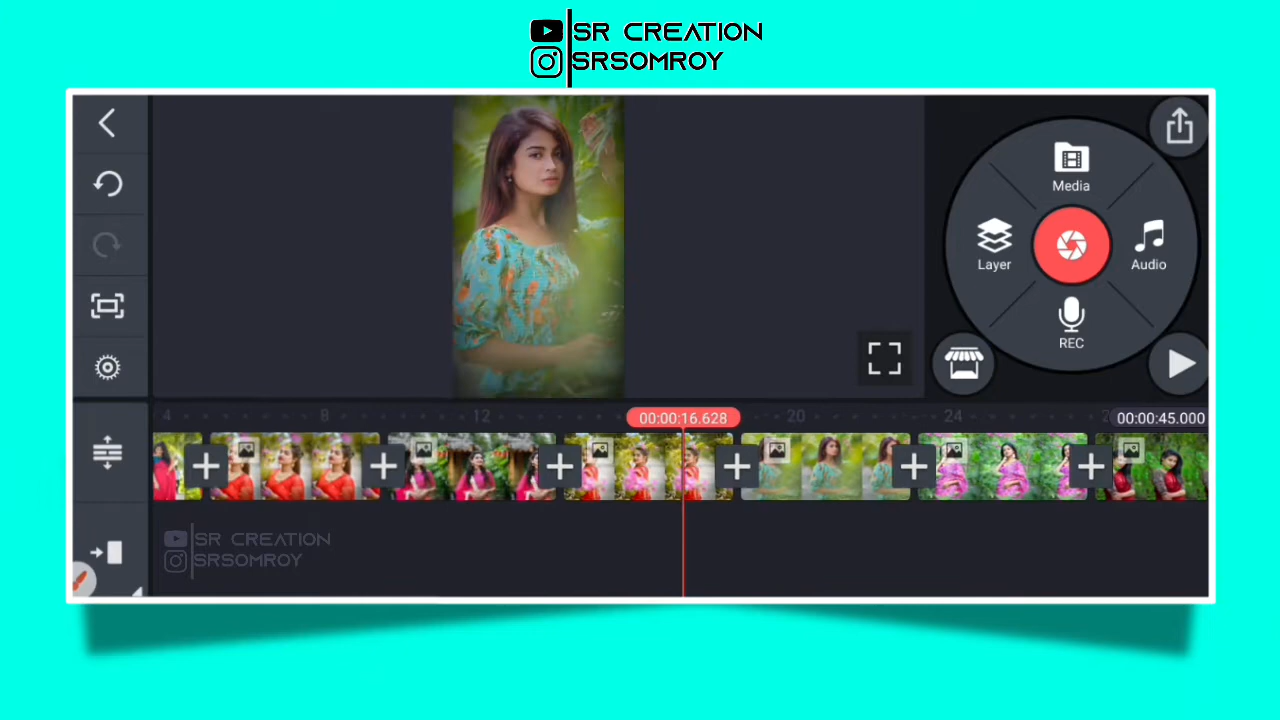 SR CREATION
SRSOMROY
Media
Layer
Audio
REC
4 8 12 00:00:16.628 20 24 00:00:45.000
SR CREATION
SRSOMROY